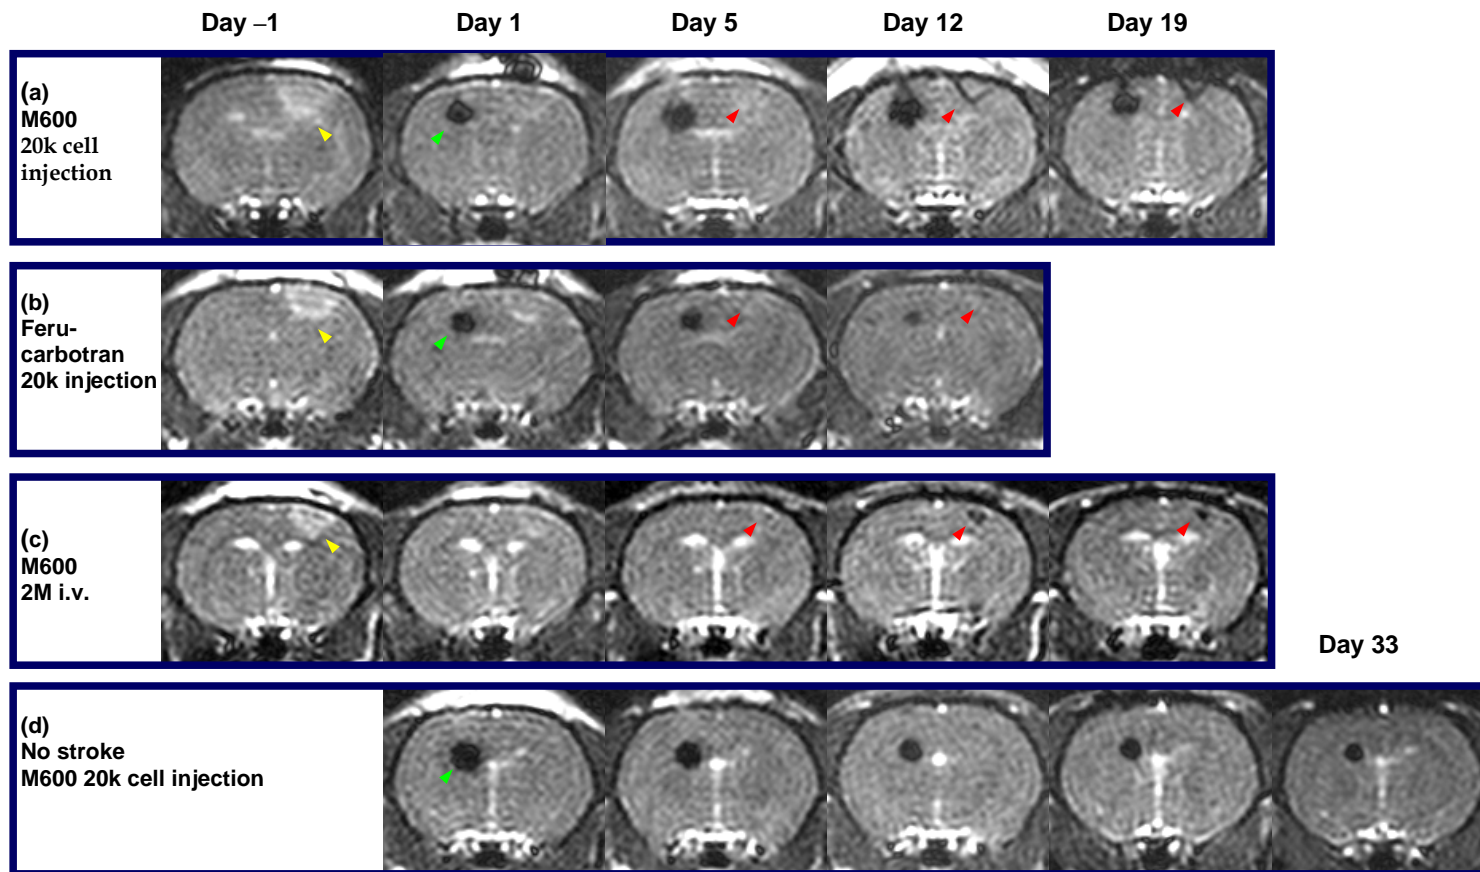 Day –1 Day 1 Day 5 Day 12 Day 19
(a)
M600
20k cell
injection
(b)
Feru-
carbotran
20k injection
(c)
M600
2M i.v.
Day 33
(d)
No stroke
M600 20k cell injection